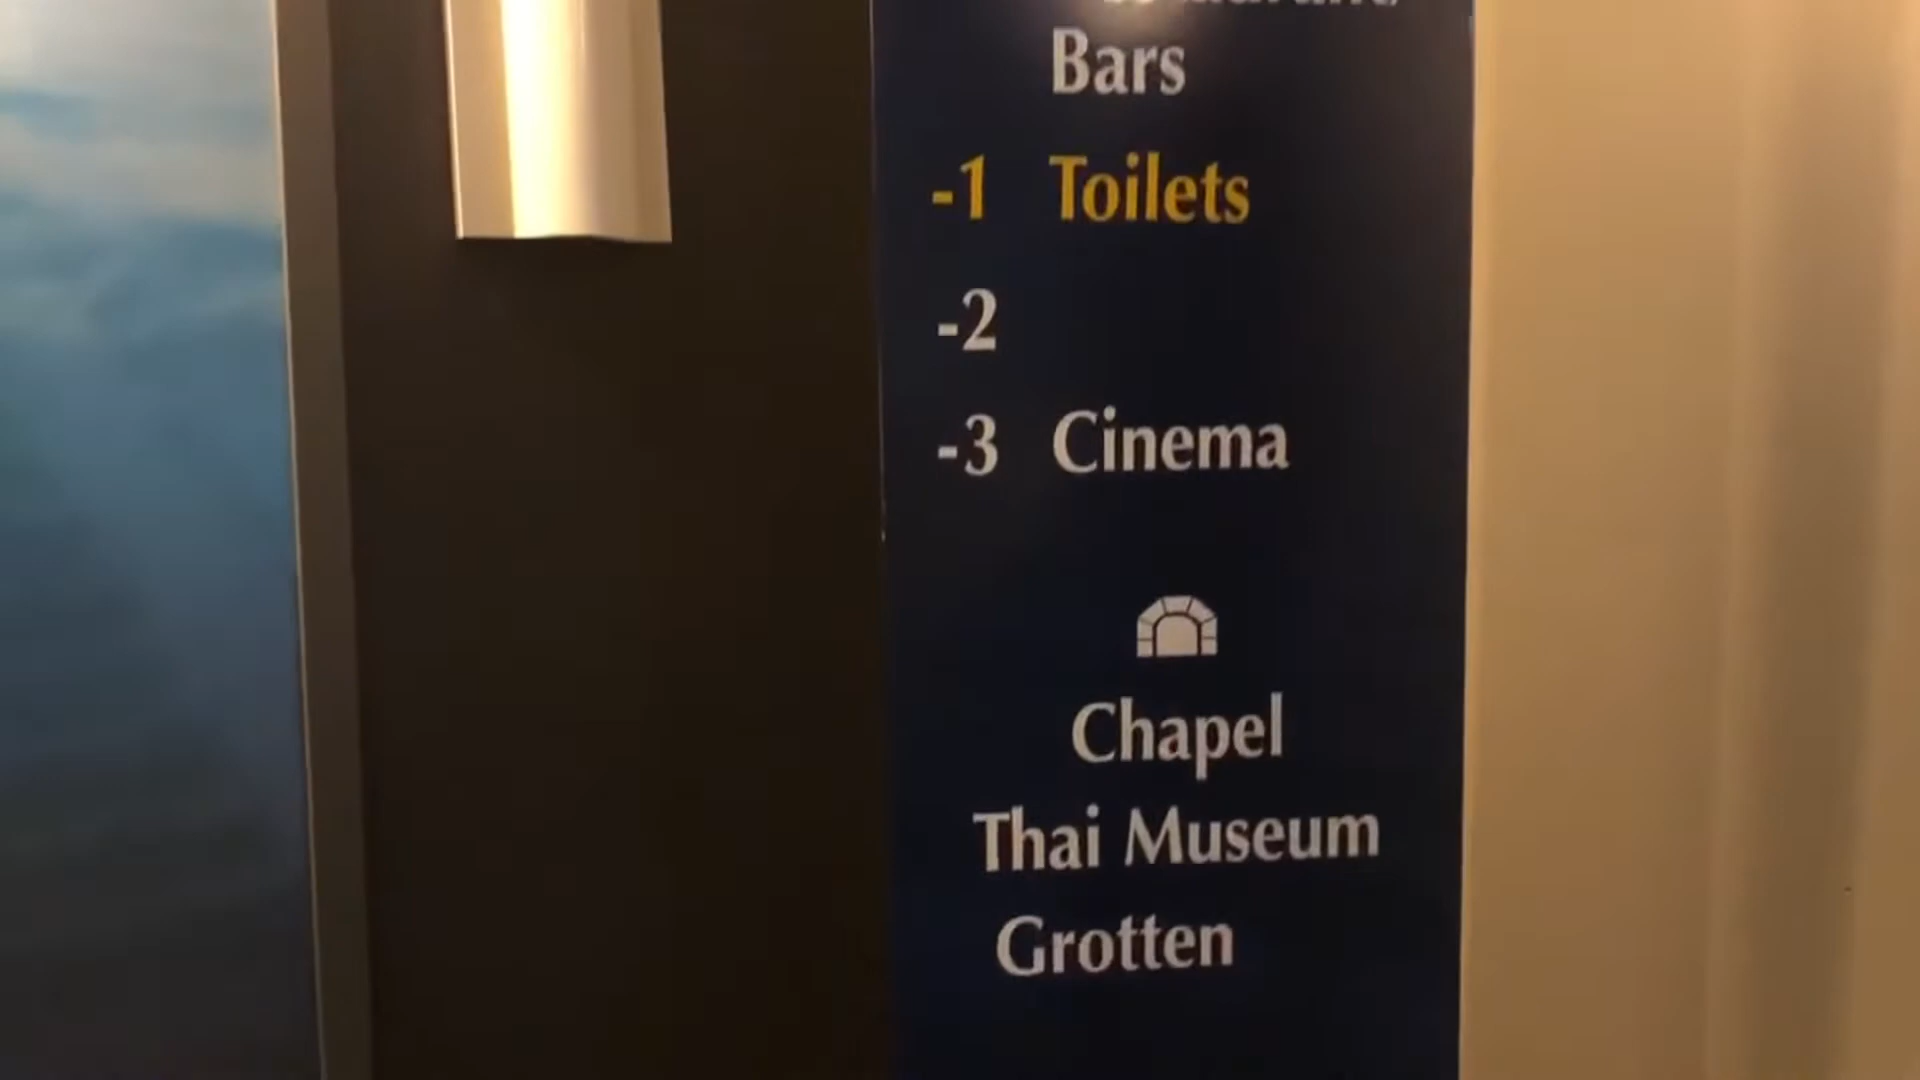 Bars
-1 Toilets
-2
-3 Cinema
Chapel
Thai Museum
Grotten